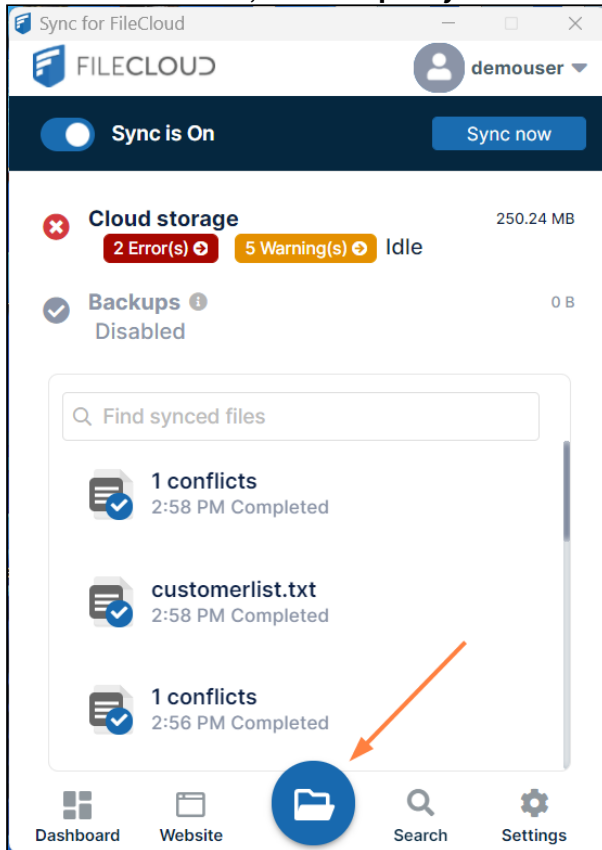 Sync for FileCloud
FILECLOUD
demouser
Sync is On
Sync now
Cloud storage
250.24 MB
2 Error(s)
5 Warning(s)
Idle
Backups
0 B
Disabled
Find synced files
1 conflicts
2:58 PM Completed
customerlist.txt
2:58 PM Completed
1 conflicts
2:56 PM Completed
Dashboard
Website
Search
Settings